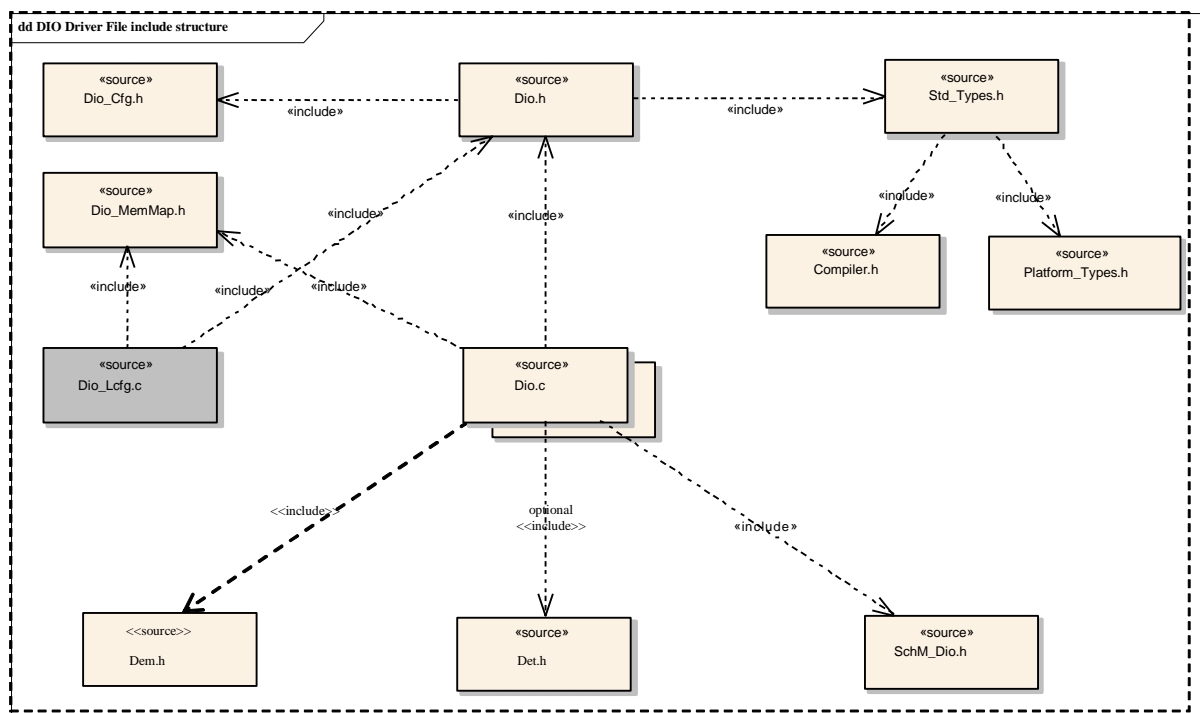 dd DIO Driver File include structure
«source»
Dio_Cfg.h
«source»
Dio.h
«source»
Std_Types.h
«include»
«include»
«source»
Dio_MemMap.h
«include»
«include»
«include»
«include»
«source»
Compiler.h
«source»
Platform_Types.h
«include»
«include»
«include»
«source»
Dio_Lcfg.c
«source»
Dio.c
<<include>>
optional
<<include>>
«include»
<<source>>
Dem.h
«source»
Det.h
«source»
SchM_Dio.h